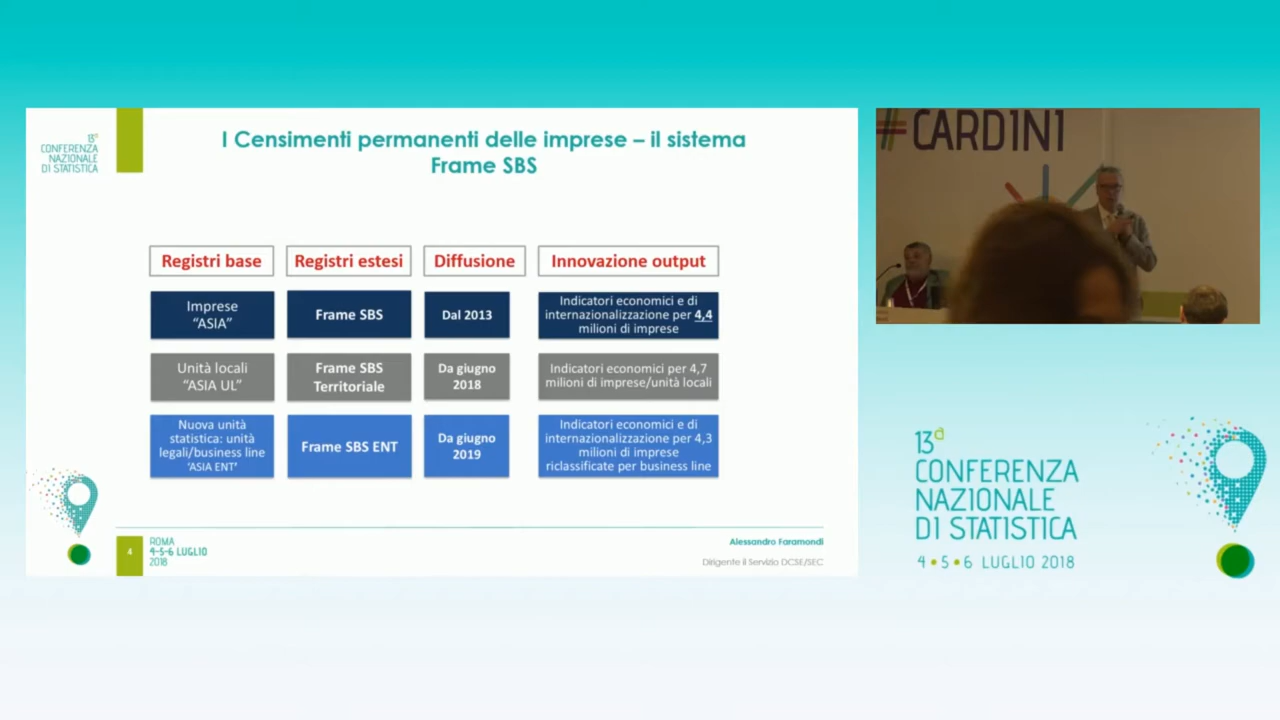 13ª
CONFERENZA
NAZIONALE
DI STATISTICA
I Censimenti permanenti delle imprese – il sistema
Frame SBS
Registri base
Registri estesi
Diffusione
Innovazione output
Imprese
“ASIA”
Frame SBS
Dal 2013
Indicatori economici e di
internazionalizzazione per 4,4
milioni di imprese
Unità locali
“ASIA UL”
Frame SBS
Territoriale
Da giugno
2018
Indicatori economici per 4,7
milioni di imprese/unità locali
Nuova unità
statistica: unità
legali/business line
‘ASIA ENT’
Frame SBS ENT
Da giugno
2019
Indicatori economici e di
internazionalizzazione per 4,3
milioni di imprese
riclassificate per business line
4
ROMA
4-5-6 LUGLIO
2018
Alessandro Faramondi
Dirigente il Servizio DCSE/SEC
#CARDINI
13ª
CONFERENZA
NAZIONALE
DI STATISTICA
4•5•6 LUGLIO 2018